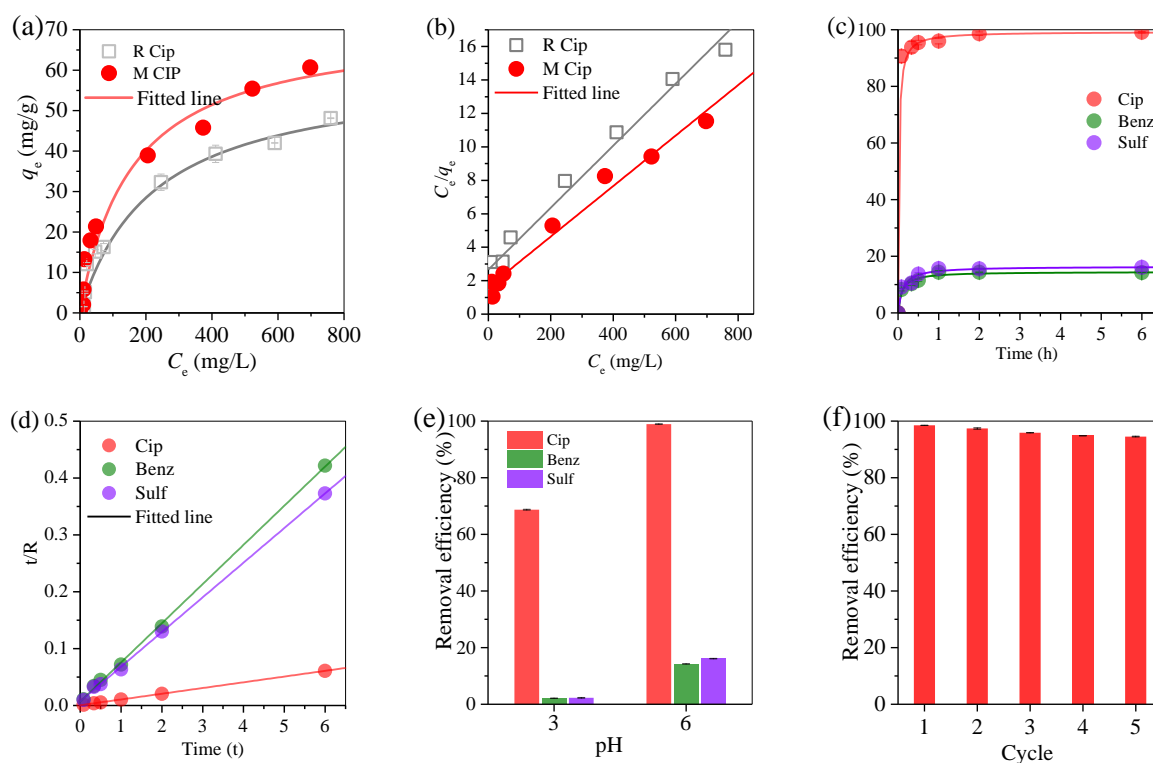 (a)
70
60
50
40
30
20
10
0
0 200 400 600 800
qe (mg/g)
Ce (mg/L)
R Cip
M CIP
Fitted line
(b)
16
14
12
10
8
6
4
2
0
0 200 400 600 800
Ce/qe
Ce (mg/L)
R Cip
M Cip
Fitted line
(c)
100
80
60
40
20
0
0 1 2 3 4 5 6
Time (h)
Cip
Benz
Sulf
(d)
0.5
0.4
0.3
0.2
0.1
0.0
0 1 2 3 4 5 6
t/R
Time (t)
Cip
Benz
Sulf
Fitted line
(e)
100
80
60
40
20
0
3 6
Removal efficiency (%)
pH
Cip
Benz
Sulf
(f)
100
80
60
40
20
0
1 2 3 4 5
Removal efficiency (%)
Cycle